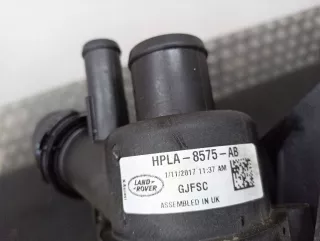 HPLA-8575-AB
1/11/2017 11:37 AM
LAND-
ROVER
GJFSC
ASSEMBLED IN UK